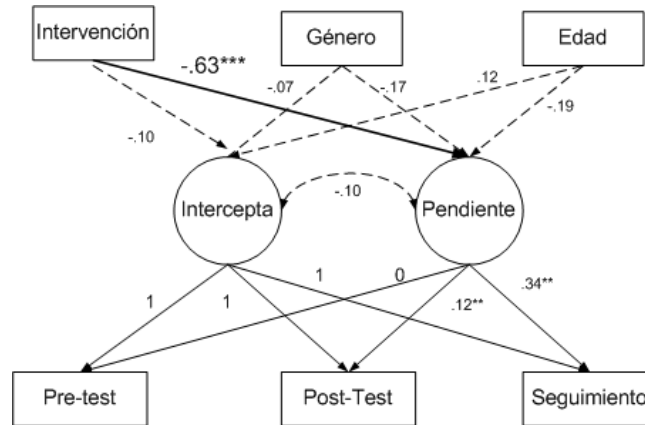 Intervención
Género
Edad
-.63***
-.07
-.17
.12
-.10
-.19
Intercepta
-.10
Pendiente
1
1
1
0
.12**
.34**
Pre-test
Post-Test
Seguimiento